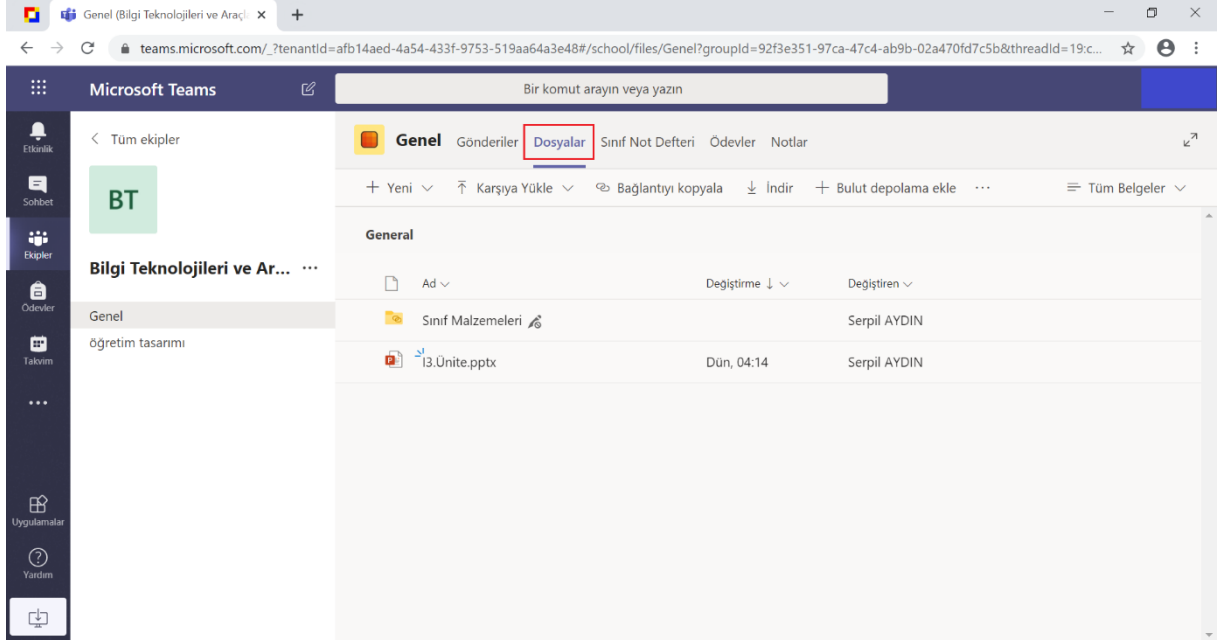 Genel (Bilgi Teknolojileri ve Araçla
teams.microsoft.com/_?tenantId=afb14aed-4a54-433f-9753-519aa64a3e48#/school/files/Genel?groupId=92f3e351-97ca-47c4-ab9b-02a470fd7c5b&threadId=19:c...
Microsoft Teams
Bir komut arayın veya yazın
Etkinlik
Sohbet
Ekipler
Ödevler
Takvim
Uygulamalar
Yardım
Tüm ekipler
BT
Bilgi Teknolojileri ve Ar... ...
Genel
öğretim tasarımı
Genel Gönderiler Dosyalar Sınıf Not Defteri Ödevler Notlar
+ Yeni Karşıya Yükle Bağlantıyı kopyala İndir + Bulut depolama ekle ... Tüm Belgeler
General
Ad Değiştirme ↓ Değiştiren
Sınıf Malzemeleri Serpil AYDIN
I3.Ünite.pptx Dün, 04:14 Serpil AYDIN